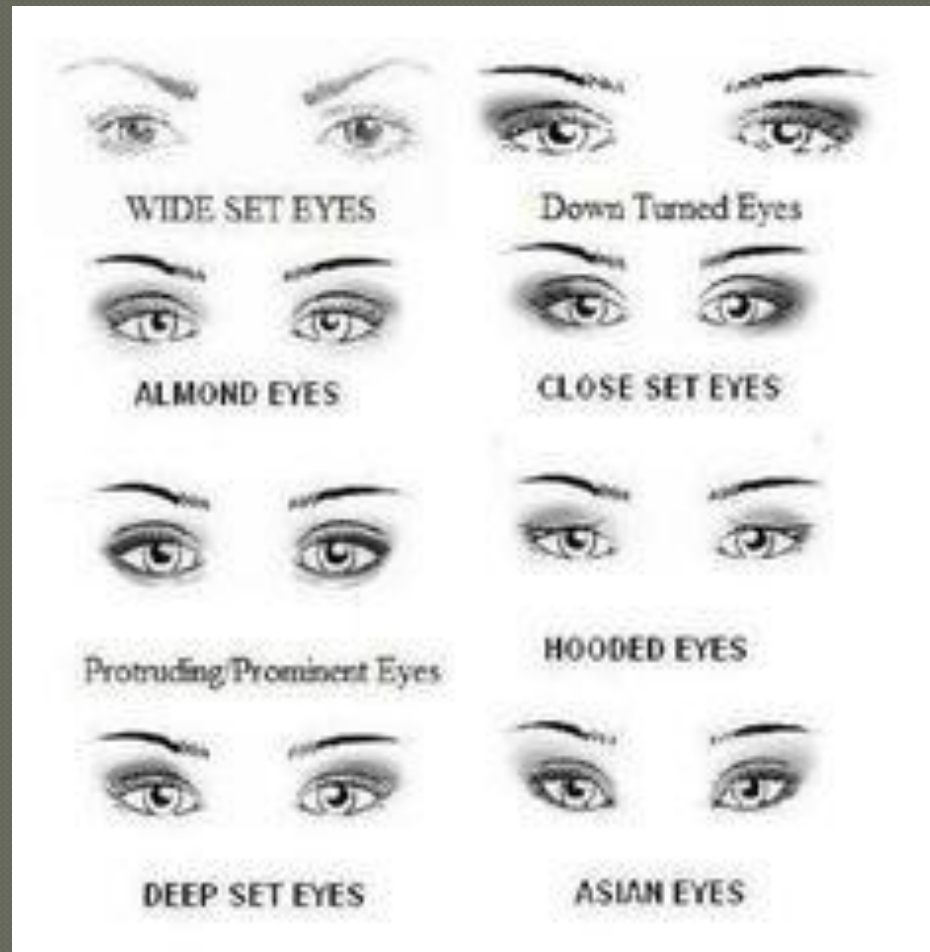 WIDE SET EYES
Down Turned Eyes
ALMOND EYES
CLOSE SET EYES
Protruding/Prominent Eyes
HOODED EYES
DEEP SET EYES
ASIAN EYES